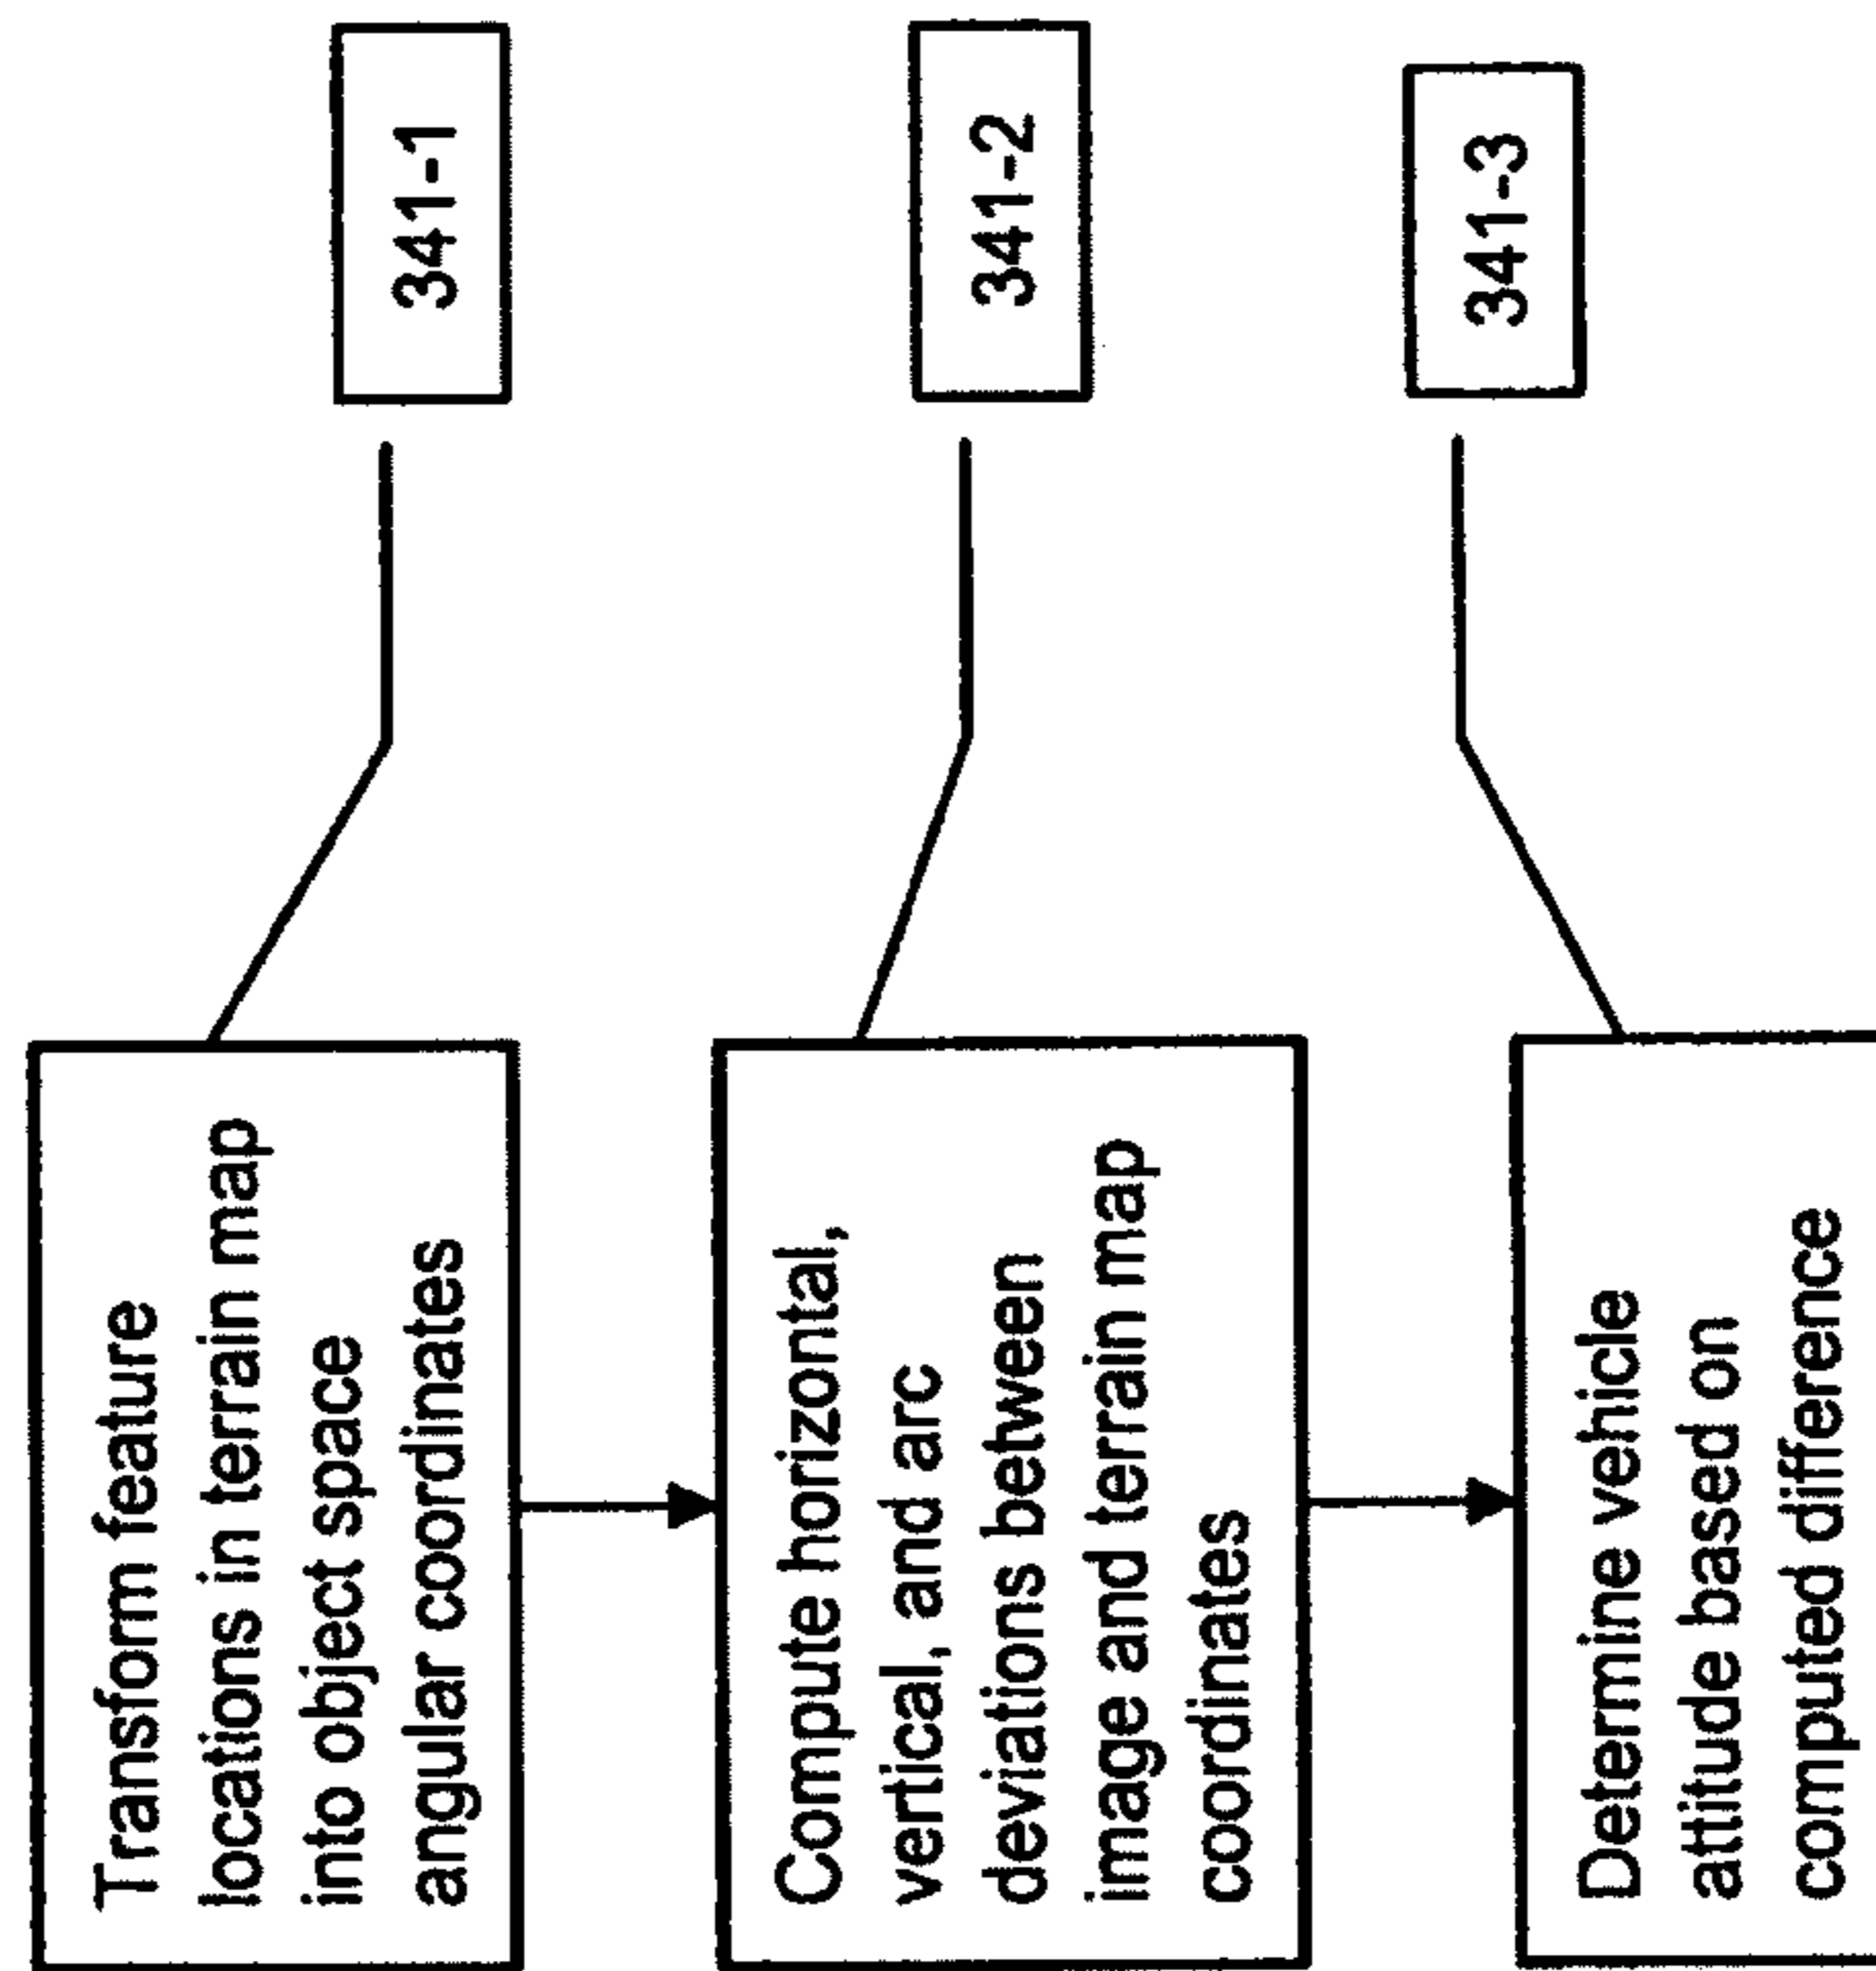 Transform feature
locations in terrain map
into object space
angular coordinates
341-1
Compute horizontal,
vertical, and arc
deviations between
image and terrain map
coordinates
341-2
Determine vehicle
attitude based on
computed difference
341-3